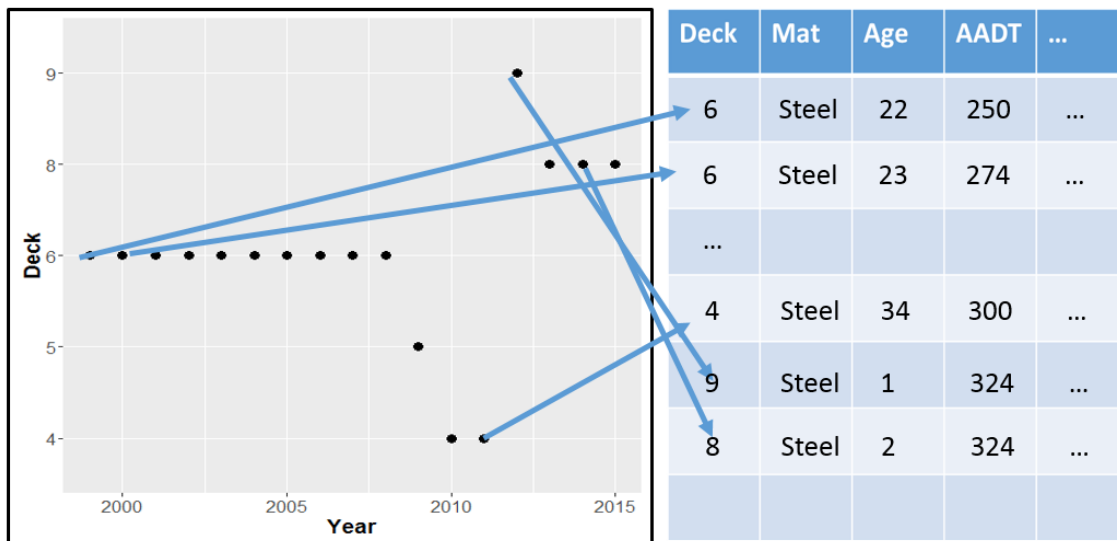 9
8
6
5
4
Deck
2000 2005 2010 2015
Year
Deck Mat Age AADT ...
6 Steel 22 250 ...
6 Steel 23 274 ...
...
4 Steel 34 300 ...
9 Steel 1 324 ...
8 Steel 2 324 ...